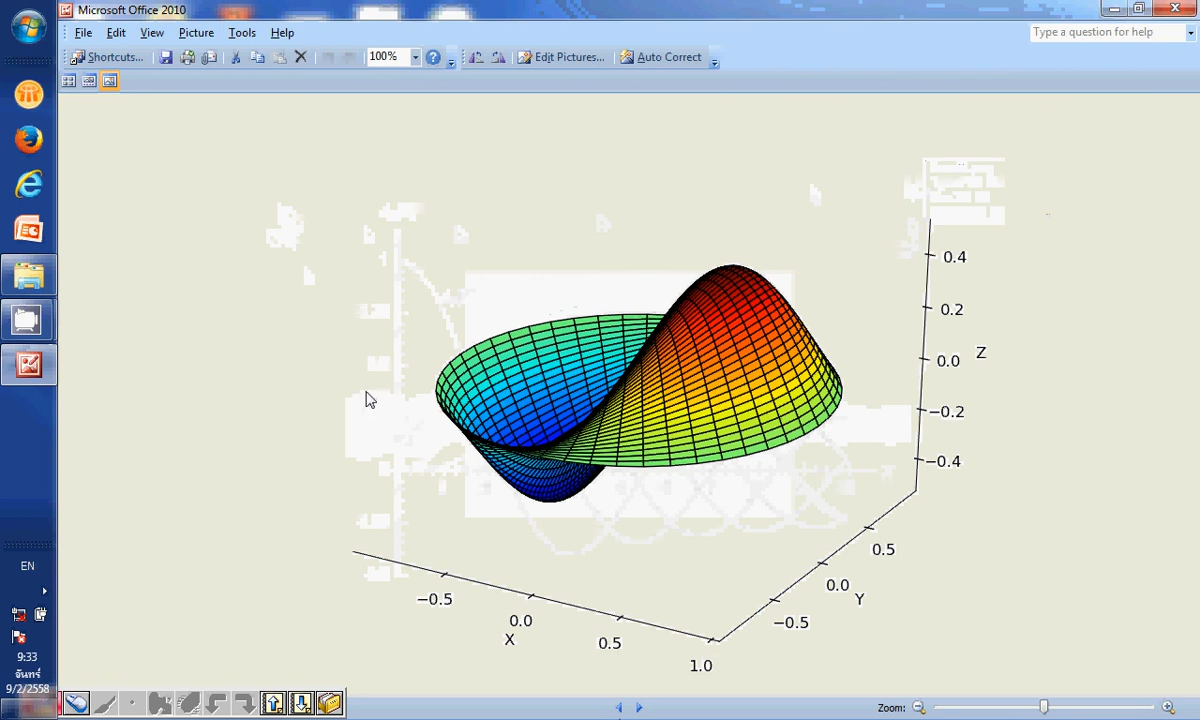 Microsoft Office 2010
File Edit View Picture Tools Help
Type a question for help
Shortcuts... 100% Edit Pictures... Auto Correct
0.4
0.2
0.0 Z
−0.2
−0.4
0.5
0.0
Y
−0.5
−0.5
0.0
X
0.5
1.0
EN
9:33
จันทร์
9/2/2558
Zoom: